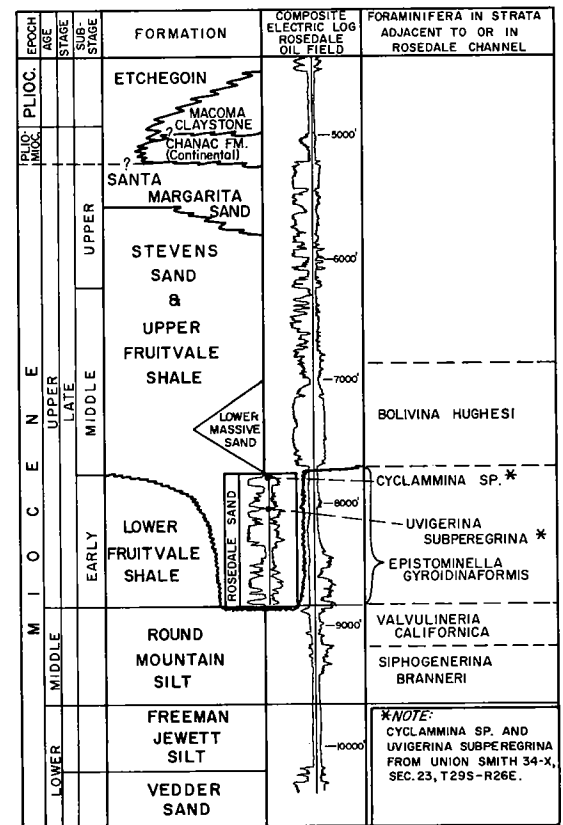 EPOCH
AGE
STAGE
SUB-
STAGE
FORMATION
COMPOSITE
ELECTRIC LOG
ROSEDALE
OIL FIELD
FORAMINIFERA IN STRATA
ADJACENT TO OR IN
ROSEDALE CHANNEL
PLIOC.
PLIO-
MIOC.
MIOCENE
UPPER
MIDDLE
LOWER
LATE
UPPER
MIDDLE
EARLY
ETCHEGOIN
MACOMA
CLAYSTONE
?
CHANAC FM.
(Continental)
?
SANTA
MARGARITA
SAND
STEVENS
SAND
&
UPPER
FRUITVALE
SHALE
LOWER
MASSIVE
SAND
LOWER
FRUITVALE
SHALE
ROSEDALE SAND
ROUND
MOUNTAIN
SILT
FREEMAN
JEWETT
SILT
VEDDER
SAND
5000'
6000'
7000'
8000'
9000'
10000'
BOLIVINA HUGHESI
CYCLAMMINA SP. *
UVIGERINA
SUBPEREGRINA *
EPISTOMINELLA
GYROIDINAFORMIS
VALVULINERIA
CALIFORNICA
SIPHOGENERINA
BRANNERI
*NOTE:
CYCLAMMINA SP. AND
UVIGERINA SUBPEREGRINA
FROM UNION SMITH 34-X,
SEC. 23, T29S-R26E.